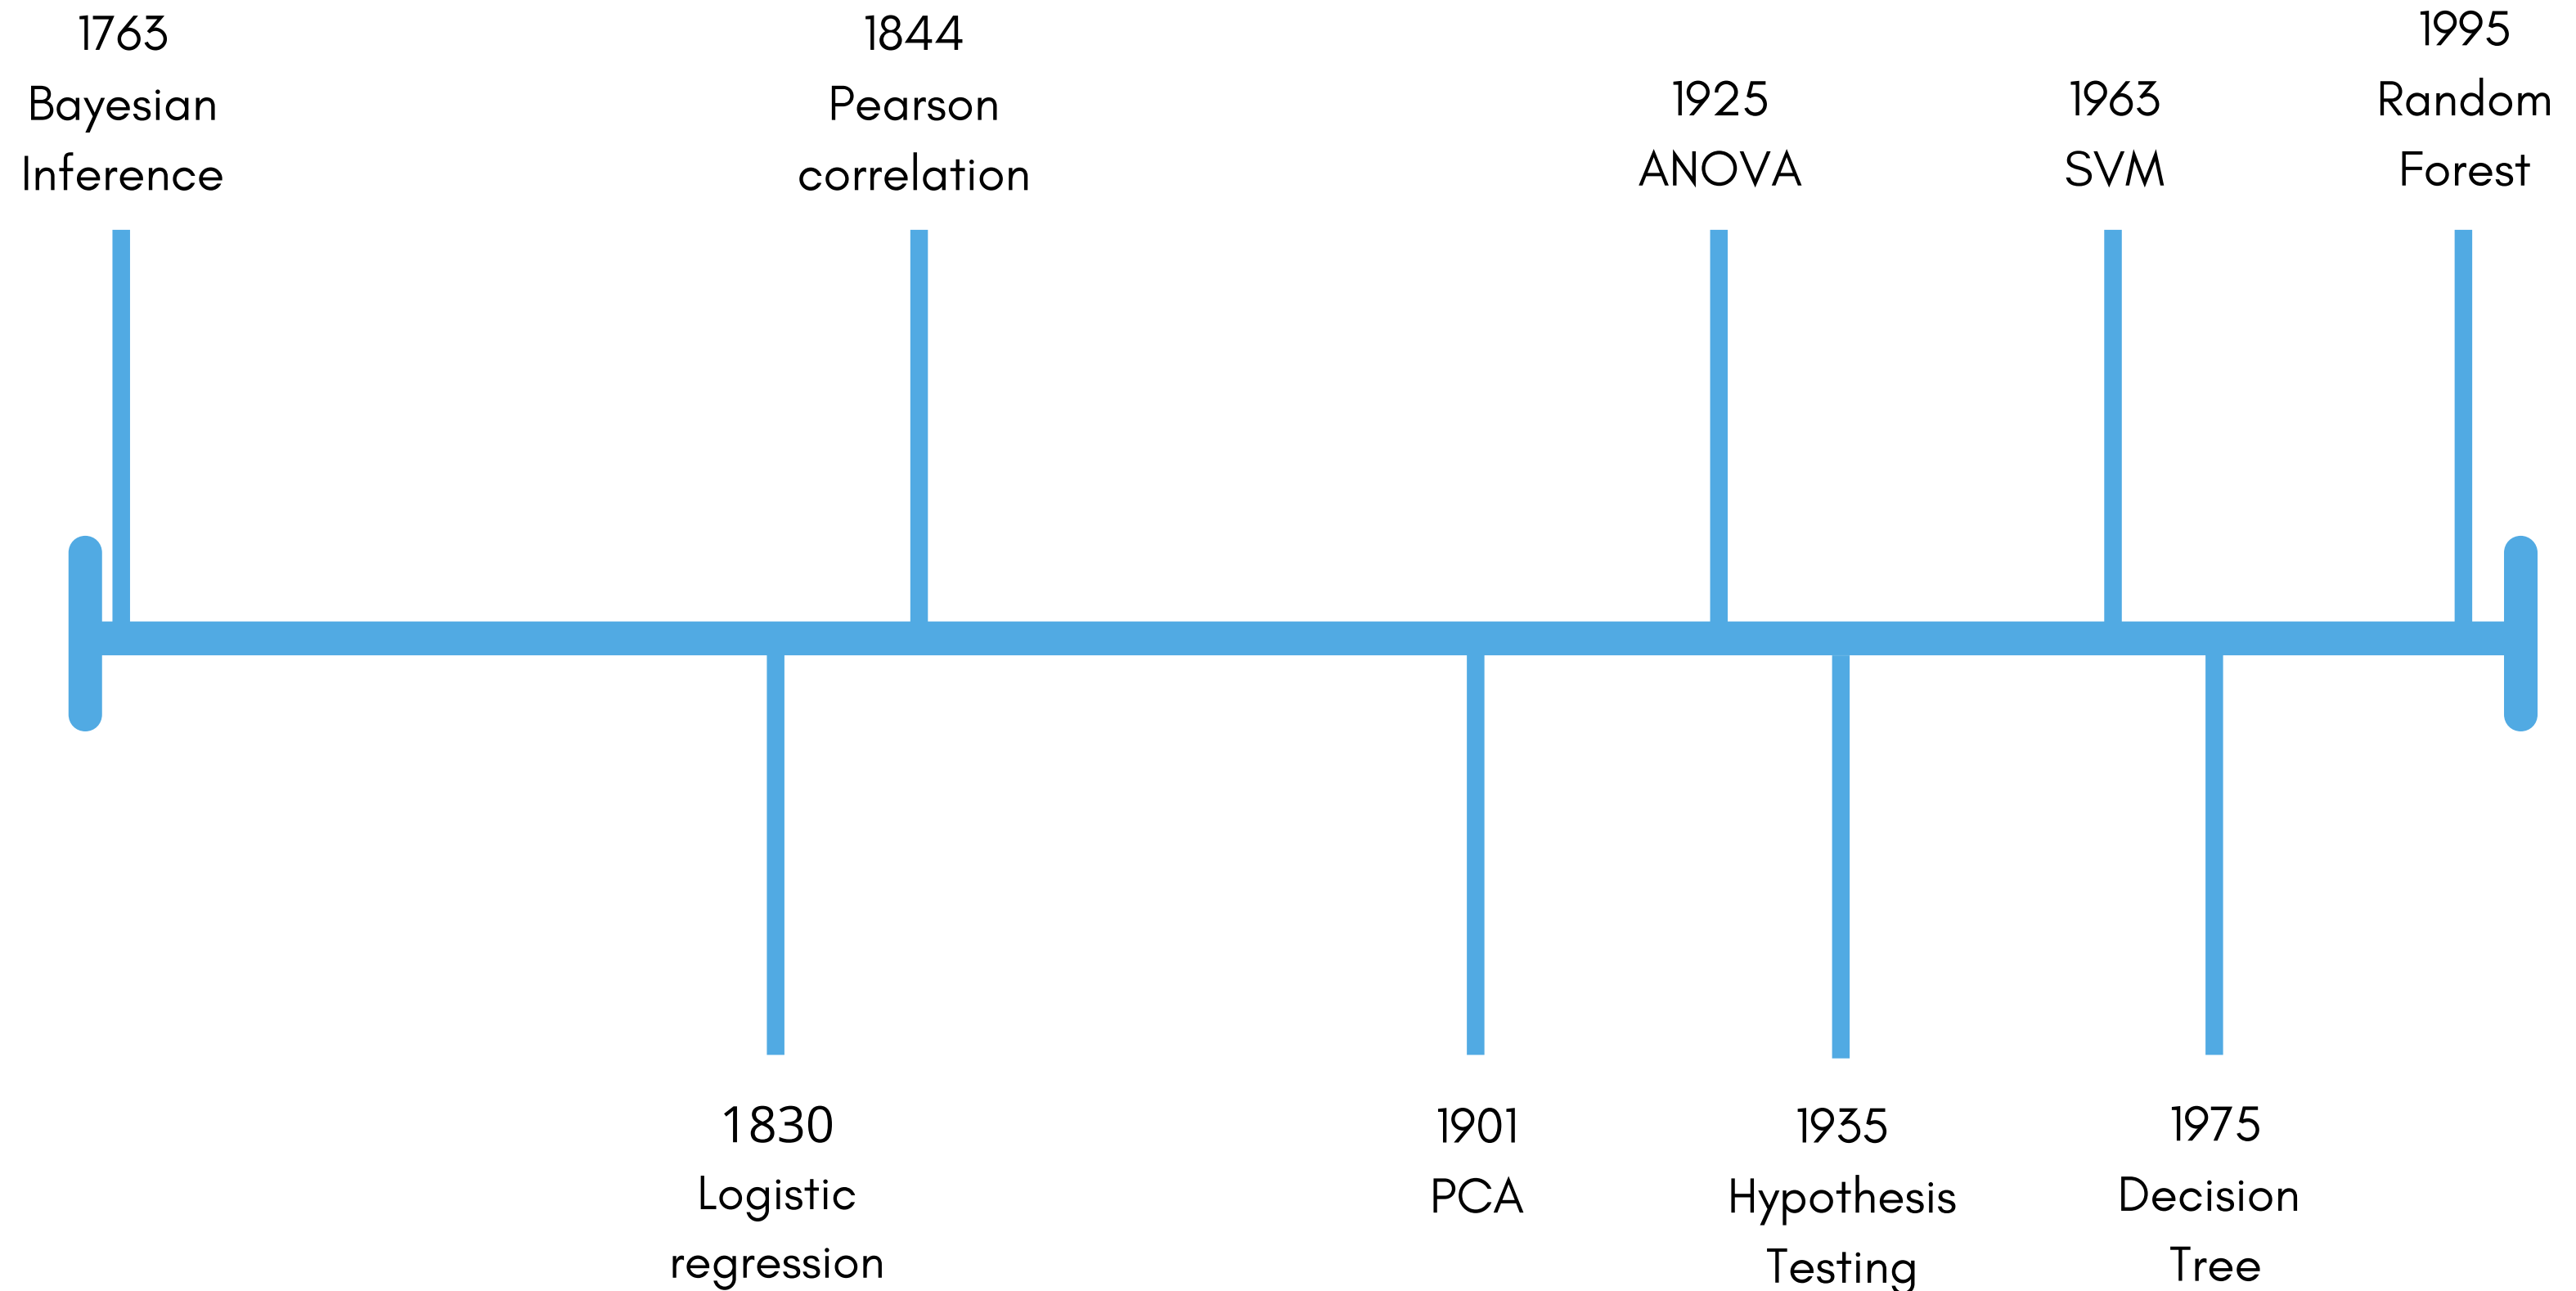 1763
Bayesian
Inference
1844
Pearson
correlation
1925
ANOVA
1963
SVM
1995
Random
Forest
1830
Logistic
regression
1901
PCA
1935
Hypothesis
Testing
1975
Decision
Tree